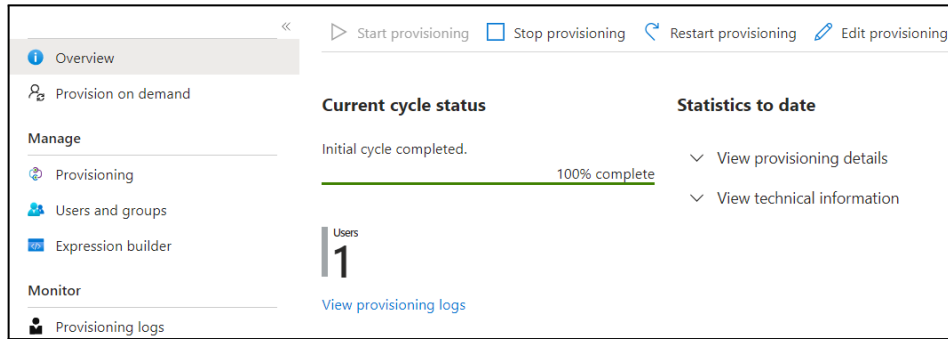 «
Overview
Provision on demand
Manage
Provisioning
Users and groups
Expression builder
Monitor
Provisioning logs
Start provisioning Stop provisioning Restart provisioning Edit provisioning
Current cycle status
Initial cycle completed.
100% complete
Users
1
View provisioning logs
Statistics to date
View provisioning details
View technical information